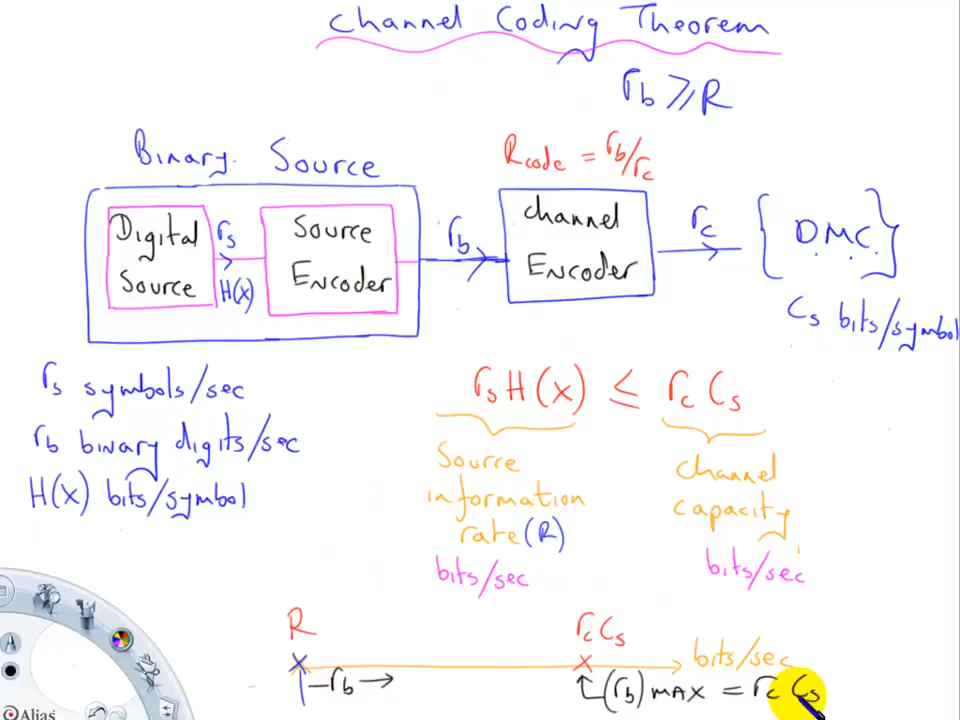 Channel Coding Theorem
rb ⩾ R
Binary Source
Rcode = rb/rc
Digital Source
rs
H(X)
Source Encoder
rb
channel Encoder
rc
{ D.M.C. }
Cs bits/symbol
rs symbols/sec
rb binary digits/sec
H(X) bits/symbol
rs H(X) ≤ rc Cs
Source
information
rate (R)
bits/sec
channel
capacity
bits/sec
R
rc Cs
bits/sec
rb →
(rb) MAX = rc Cs
A
Alias